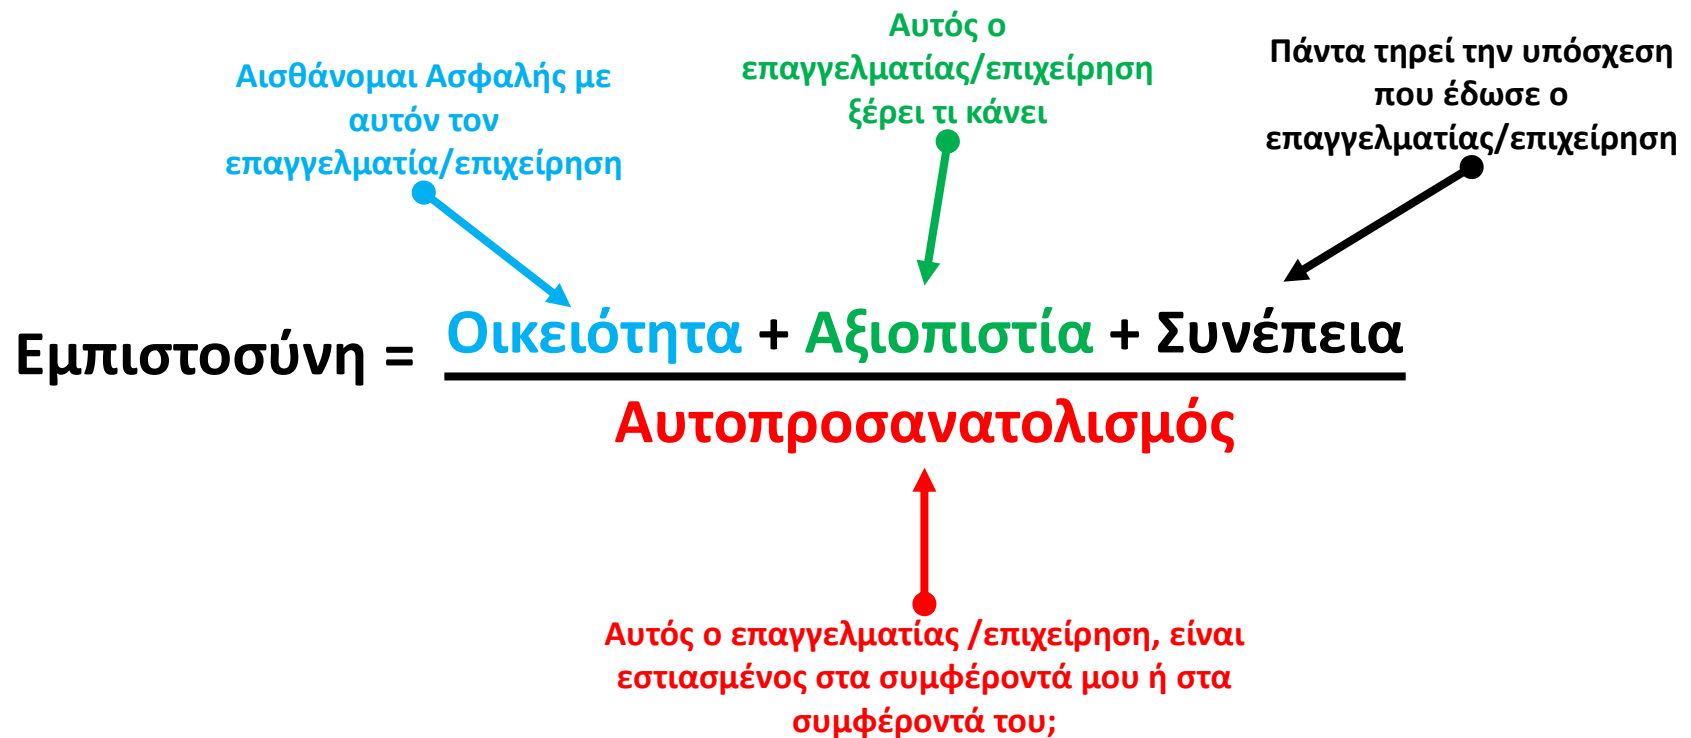 Αισθάνομαι Ασφαλής με
αυτόν τον
επαγγελματία/επιχείρηση
Αυτός ο
επαγγελματίας/επιχείρηση
ξέρει τι κάνει
Πάντα τηρεί την υπόσχεση
που έδωσε ο
επαγγελματίας/επιχείρηση
Εμπιστοσύνη =
Οικειότητα + Αξιοπιστία + Συνέπεια
Αυτοπροσανατολισμός
Αυτός ο επαγγελματίας /επιχείρηση, είναι
εστιασμένος στα συμφέροντά μου ή στα
συμφέροντά του;